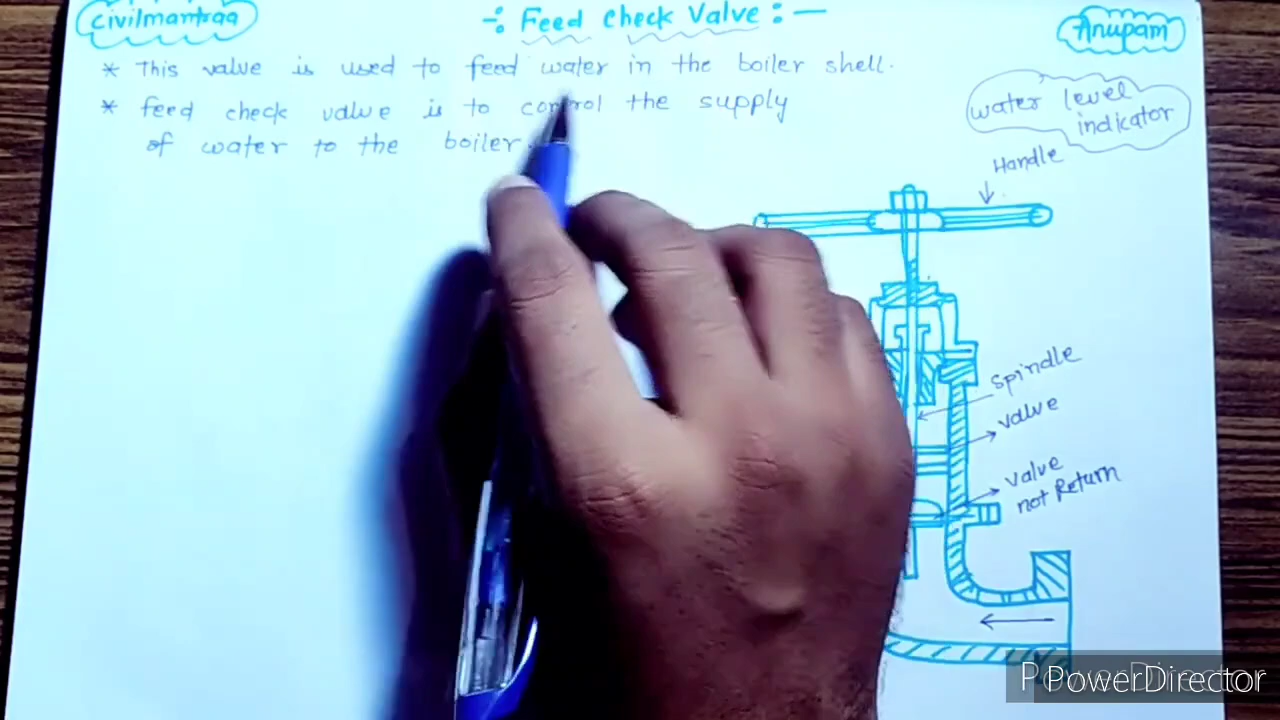 Civilmantraa
-: Feed Check Valve :-
Anupam
* This valve is used to feed water in the boiler shell.
* feed check valve is to control the supply
of water to the boiler.
water level
indicator
Handle
Spindle
valve
valve
not Return
PowerDirector
PowerDirector